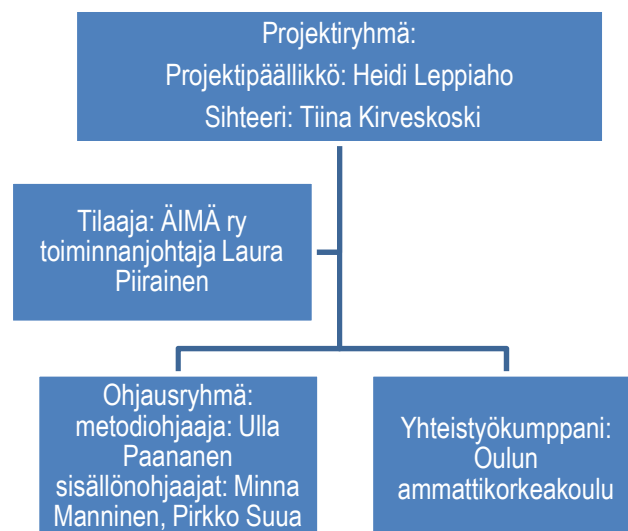 Projektiryhmä:
Projektipäällikkö: Heidi Leppiaho
Sihteeri: Tiina Kirveskoski
Tilaaja: ÄIMÄ ry
toiminnanjohtaja Laura
Piirainen
Ohjausryhmä:
metodiohjaaja: Ulla
Paananen
sisällönohjaajat: Minna
Manninen, Pirkko Suua
Yhteistyökumppani:
Oulun
ammattikorkeakoulu